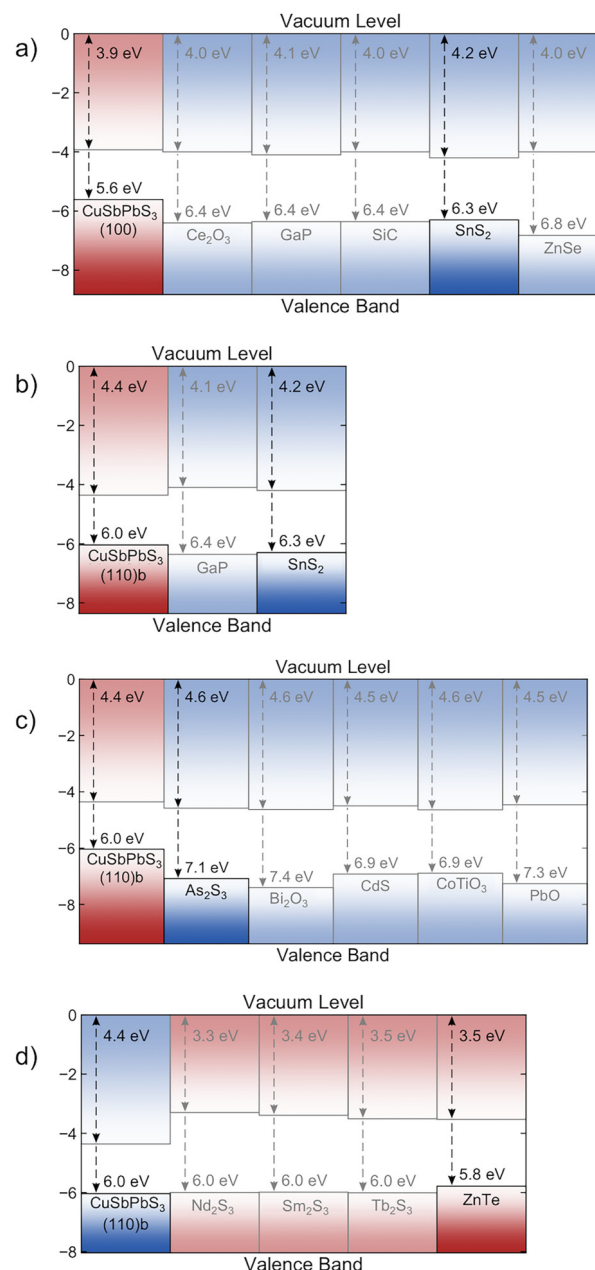 a)
Vacuum Level
0
3.9 eV 4.0 eV 4.1 eV 4.0 eV 4.2 eV 4.0 eV
−2
−4
5.6 eV 6.4 eV 6.4 eV 6.4 eV 6.3 eV 6.8 eV
−6
CuSbPbS₃ Ce₂O₃ GaP SiC SnS₂ ZnSe
(100)
−8
Valence Band
b)
Vacuum Level
0
4.4 eV 4.1 eV 4.2 eV
−2
−4
6.0 eV 6.4 eV 6.3 eV
−6
CuSbPbS₃ GaP SnS₂
(110)b
−8
Valence Band
c)
Vacuum Level
0
4.4 eV 4.6 eV 4.6 eV 4.5 eV 4.6 eV 4.5 eV
−2
−4
6.0 eV 7.1 eV 7.4 eV 6.9 eV 6.9 eV 7.3 eV
−6
CuSbPbS₃ As₂S₃ Bi₂O₃ CdS CoTiO₃ PbO
(110)b
−8
Valence Band
d)
Vacuum Level
0
4.4 eV 3.3 eV 3.4 eV 3.5 eV 3.5 eV
−2
−4
6.0 eV 6.0 eV 6.0 eV 6.0 eV 5.8 eV
−6
CuSbPbS₃ Nd₂S₃ Sm₂S₃ Tb₂S₃ ZnTe
(110)b
−8
Valence Band